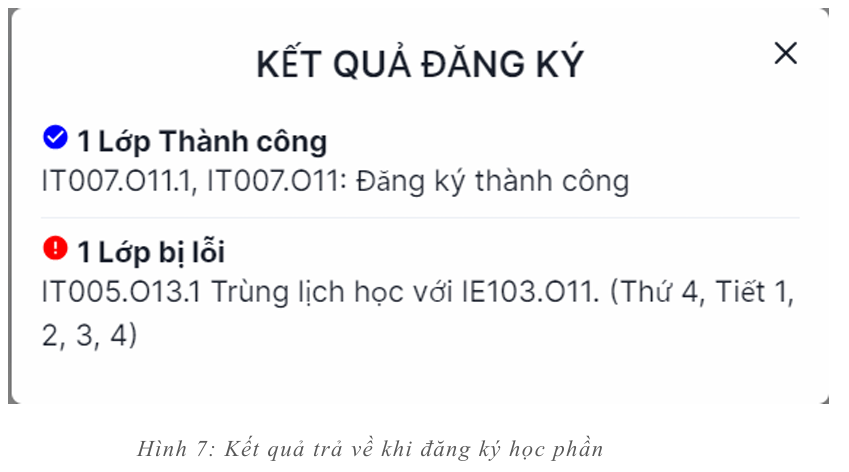 KẾT QUẢ ĐĂNG KÝ
1 Lớp Thành công
IT007.O11.1, IT007.O11: Đăng ký thành công
1 Lớp bị lỗi
IT005.O13.1 Trùng lịch học với IE103.O11. (Thứ 4, Tiết 1,
2, 3, 4)
Hình 7: Kết quả trả về khi đăng ký học phần